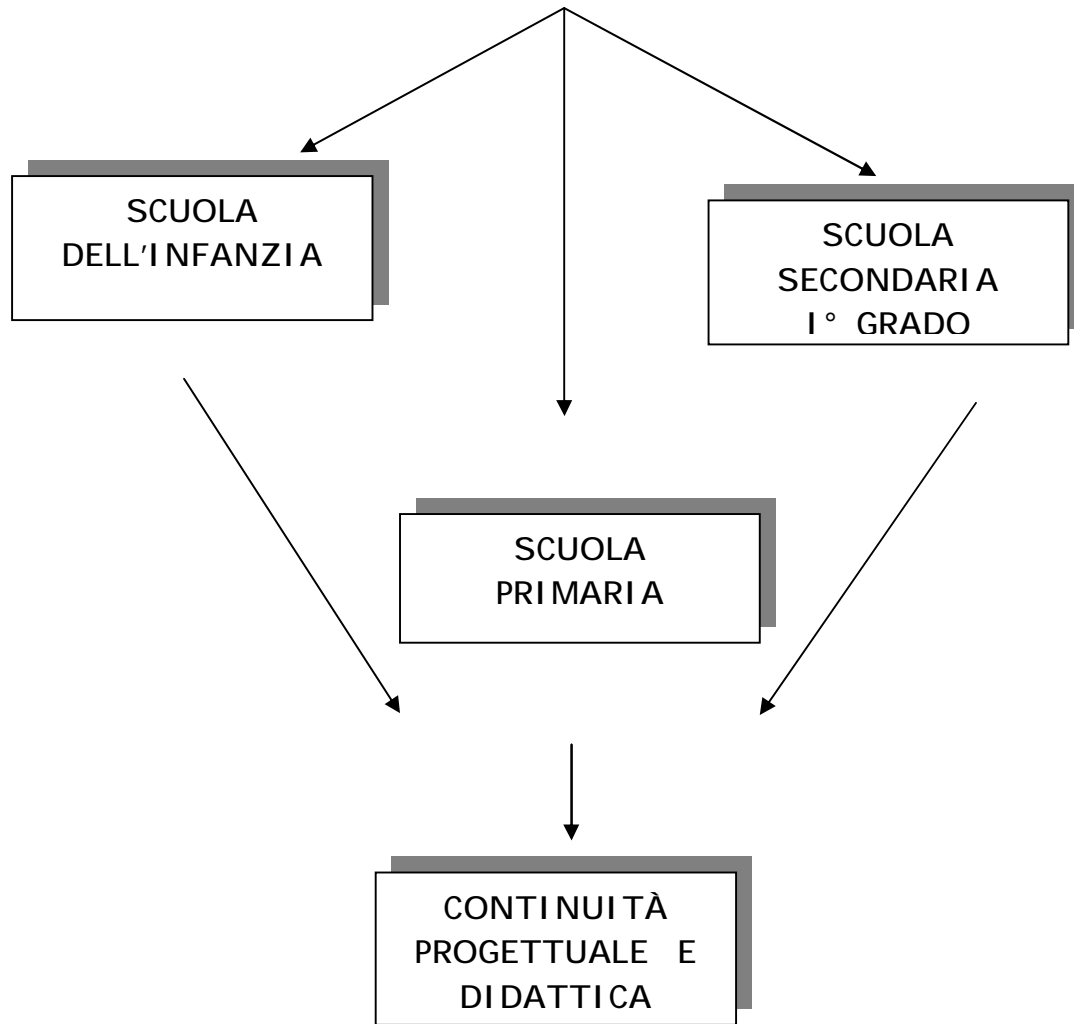 SCUOLA
DELL'INFANZIA
SCUOLA
SECONDARIA
I° GRADO
SCUOLA
PRIMARIA
CONTINUITÀ
PROGETTUALE E
DIDATTICA